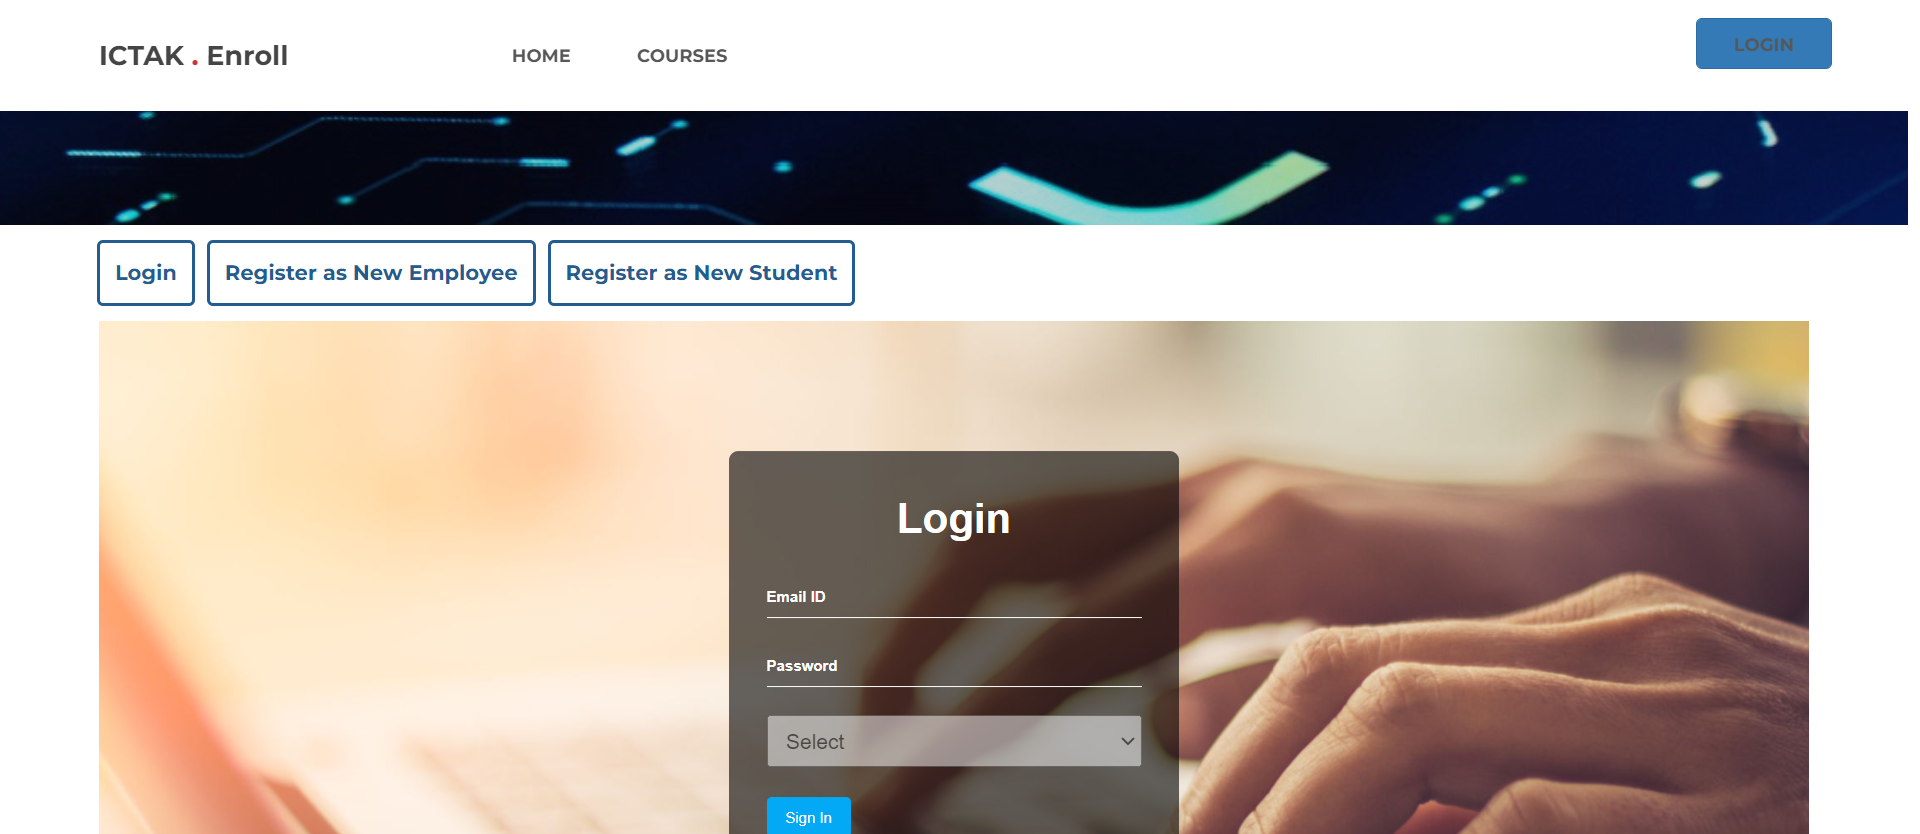 ICTAK . Enroll HOME COURSES LOGIN
Login Register as New Employee Register as New Student
Login
Email ID
Password
Select
Sign In